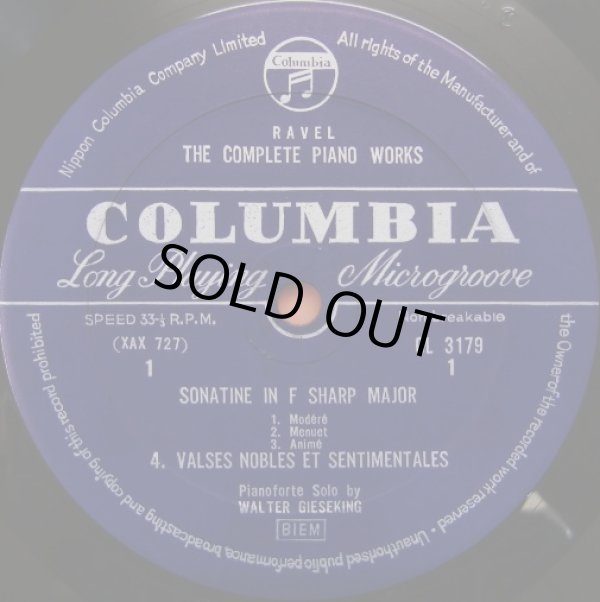 Nippon Columbia Company Limited
All rights of the Manufacturer and of
the Owner of the recorded work reserved • Unauthorised public performance, broadcasting and copying of this record prohibited
Columbia
RAVEL
THE COMPLETE PIANO WORKS
COLUMBIA
Long Playing Microgroove
SOLD OUT
SPEED 33⅓ R.P.M.
(XAX 727) 3179
1 1
SONATINE IN F SHARP MAJOR
1. Modéré
2. Menuet
3. Animé
4. VALSES NOBLES ET SENTIMENTALES
Pianoforte Solo by
WALTER GIESEKING
BIEM